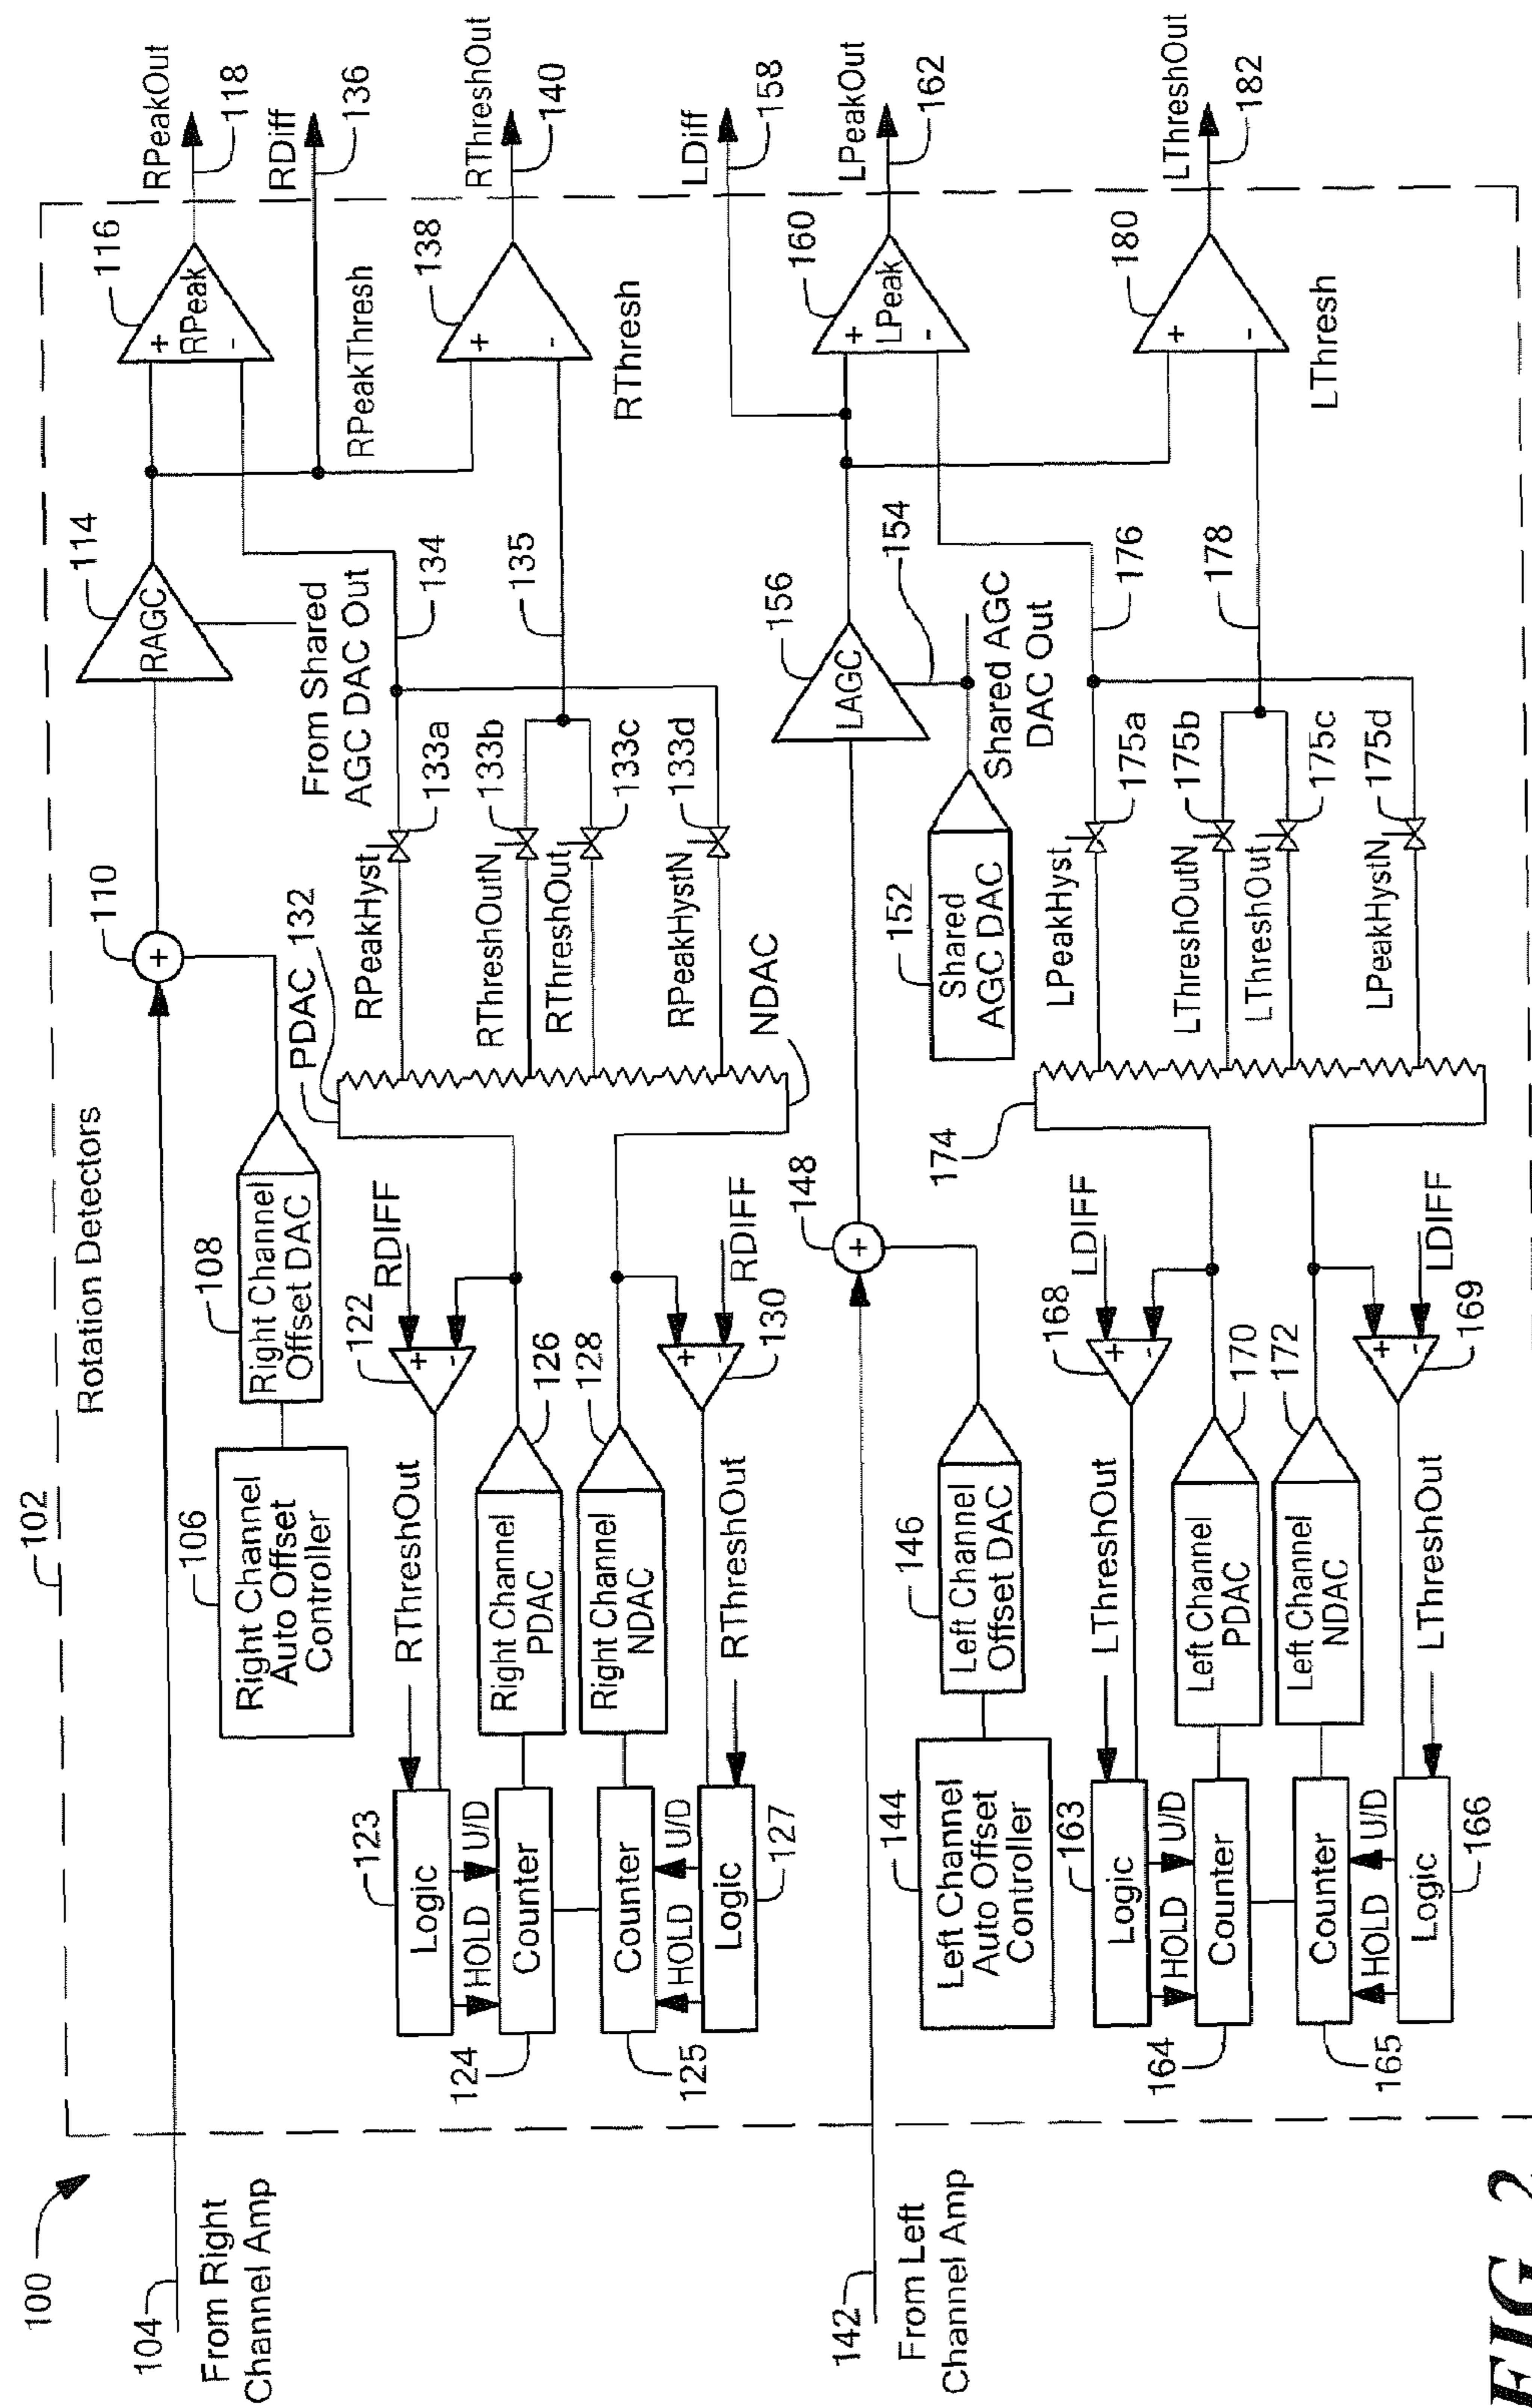 100
102
Rotation Detectors
104
From Right
Channel Amp
106
Right Channel
Auto Offset
Controller
108
Right Channel
Offset DAC
110
+
114
RAGC
From Shared
AGC DAC Out
116
+
RPeak
-
RPeakOut
118
RDiff
136
RPeakThresh
138
+
-
RThresh
RThreshOut
140
123
Logic
RThreshOut
HOLD
U/D
124
Counter
122
+
-
RDIFF
Right Channel
PDAC
126
125
Counter
Right Channel
NDAC
128
HOLD
U/D
Logic
127
RThreshOut
+
-
130
RDIFF
PDAC
132
NDAC
RPeakHyst
133a
RThreshOutN
133b
RThreshOut
133c
RPeakHystN
133d
134
135
142
From Left
Channel Amp
144
Left Channel
Auto Offset
Controller
146
Left Channel
Offset DAC
148
+
152
Shared
AGC DAC
Shared AGC
DAC Out
154
156
LAGC
LDiff
158
160
+
LPeak
-
LPeakOut
162
180
+
-
LThresh
LThreshOut
182
163
Logic
LThreshOut
HOLD
U/D
164
Counter
168
+
-
LDIFF
Left Channel
PDAC
170
165
Counter
Left Channel
NDAC
172
HOLD
U/D
Logic
166
LThreshOut
+
-
169
LDIFF
174
LPeakHyst
175a
LThreshOutN
175b
LThreshOut
175c
LPeakHystN
175d
176
178
FIG. 2